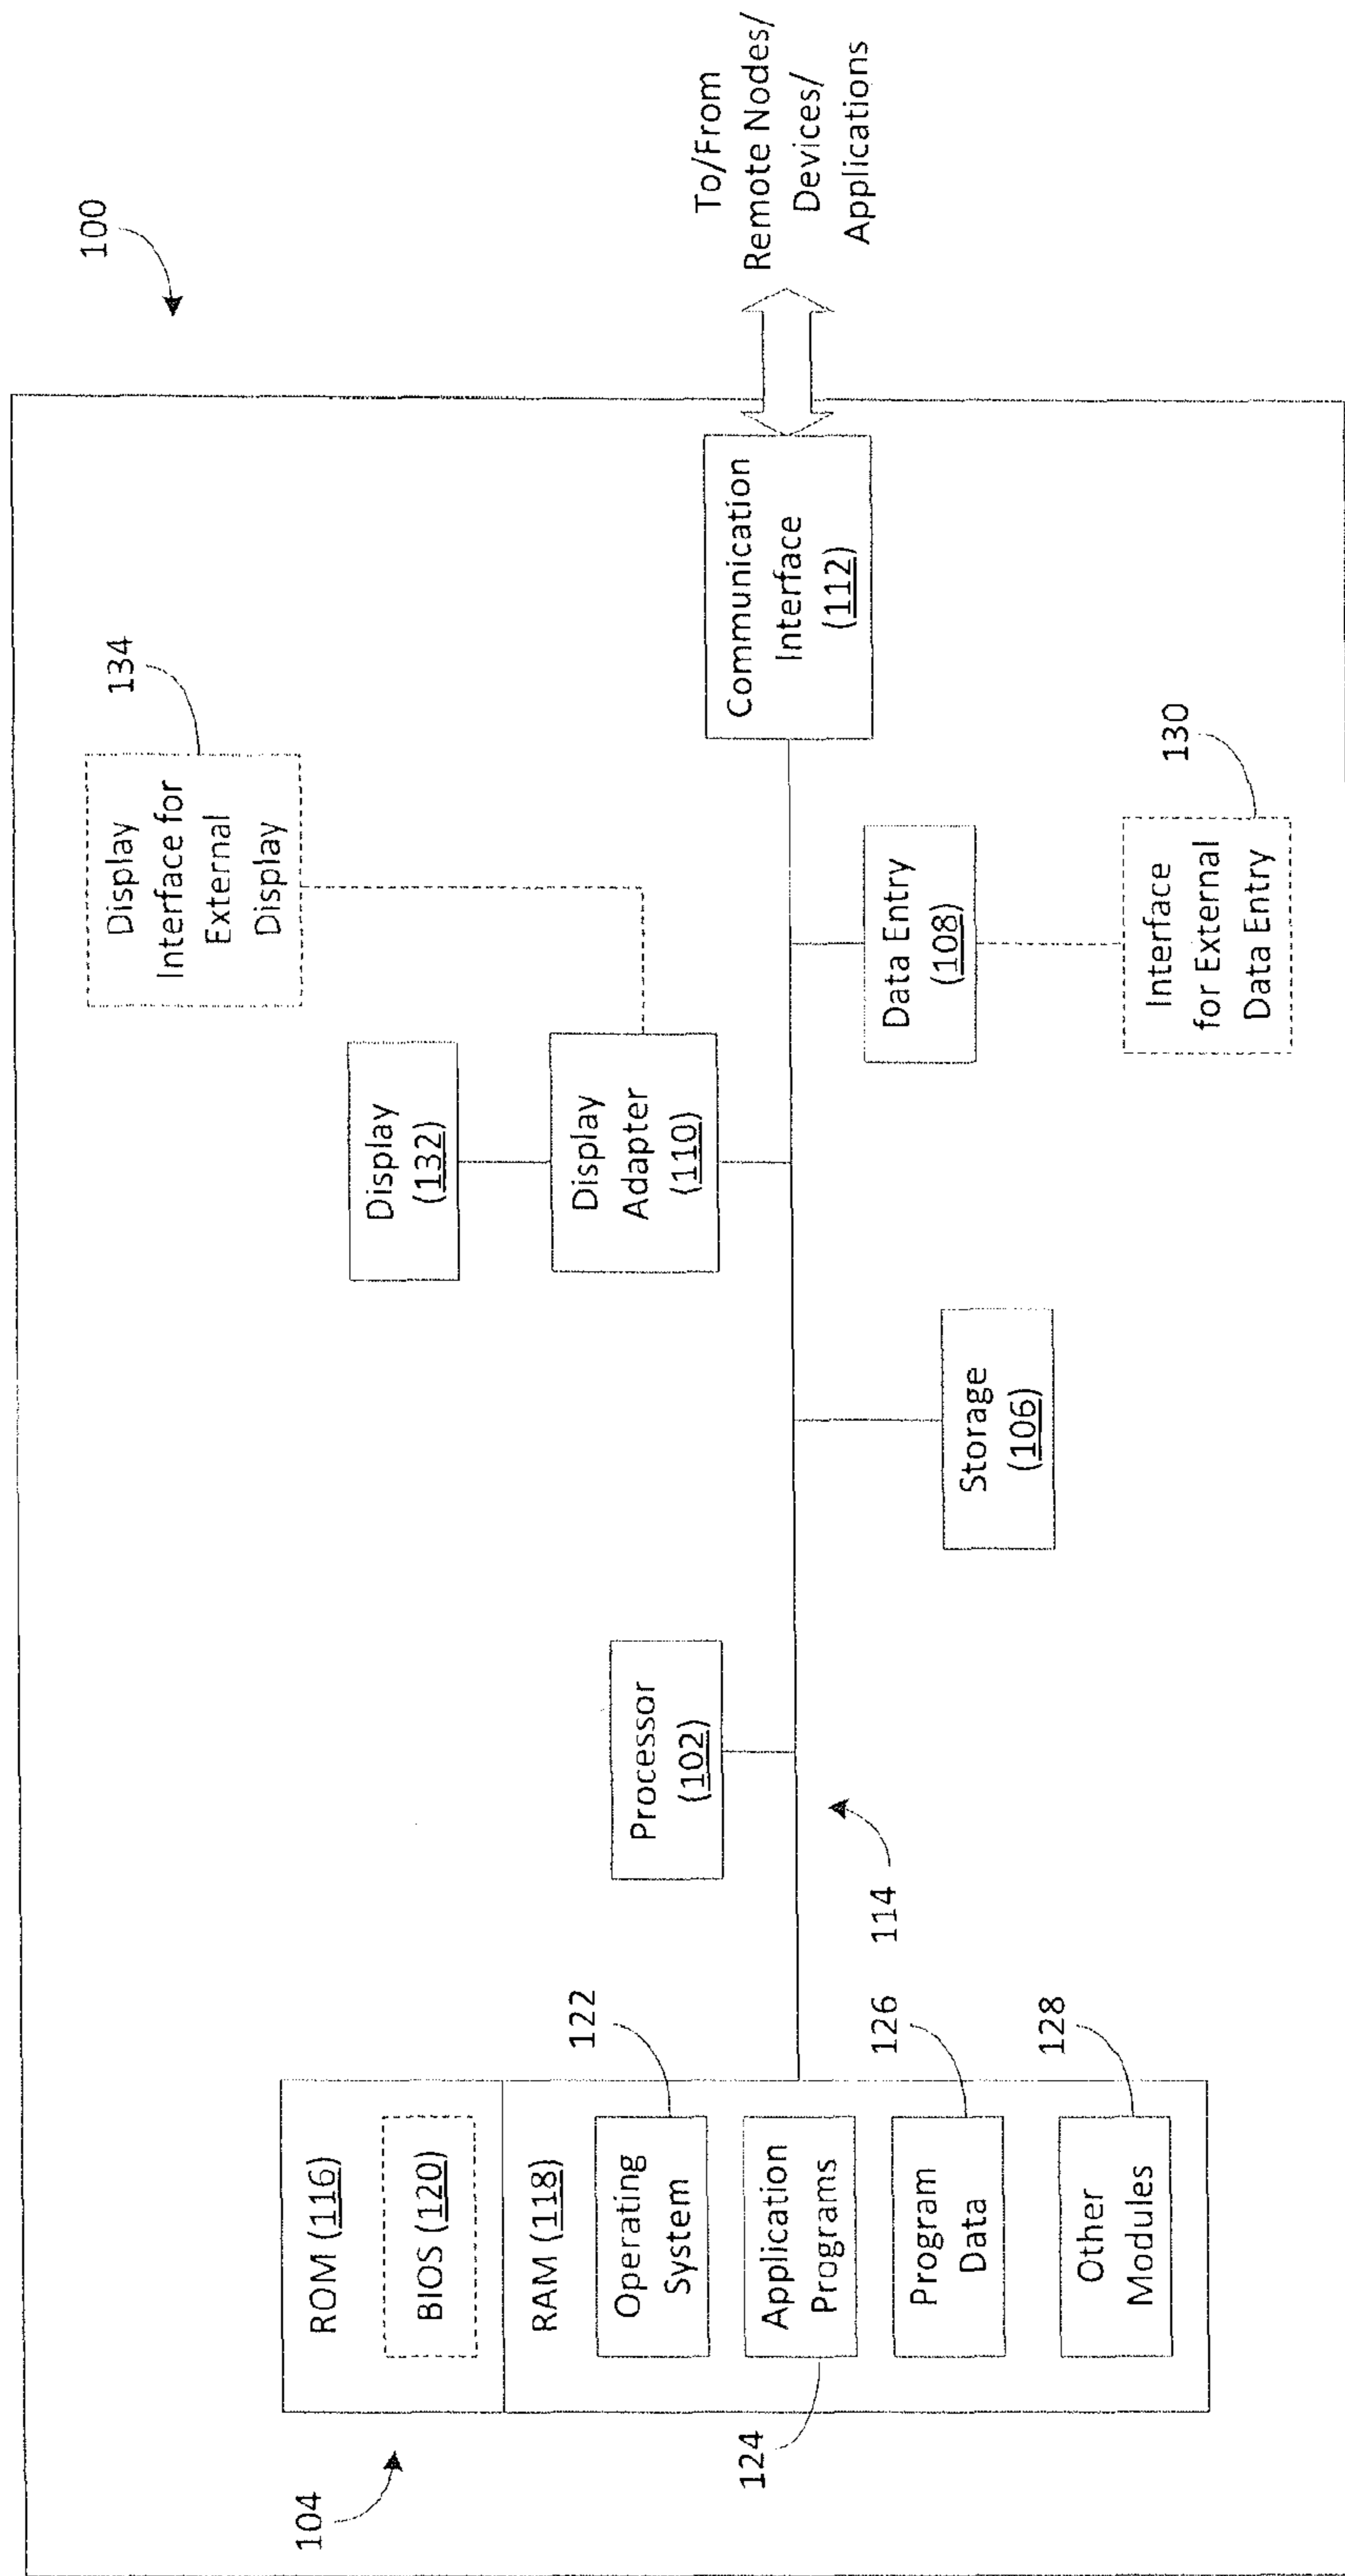 100
134
Display
Interface for
External
Display
Display
(132)
Display
Adapter
(110)
To/From
Remote Nodes/
Devices/
Applications
Communication
Interface
(112)
Data Entry
(108)
130
Interface
for External
Data Entry
Storage
(106)
Processor
(102)
114
104
ROM (116)
BIOS (120)
RAM (118)
122
Operating
System
124
Application
Programs
126
Program
Data
128
Other
Modules